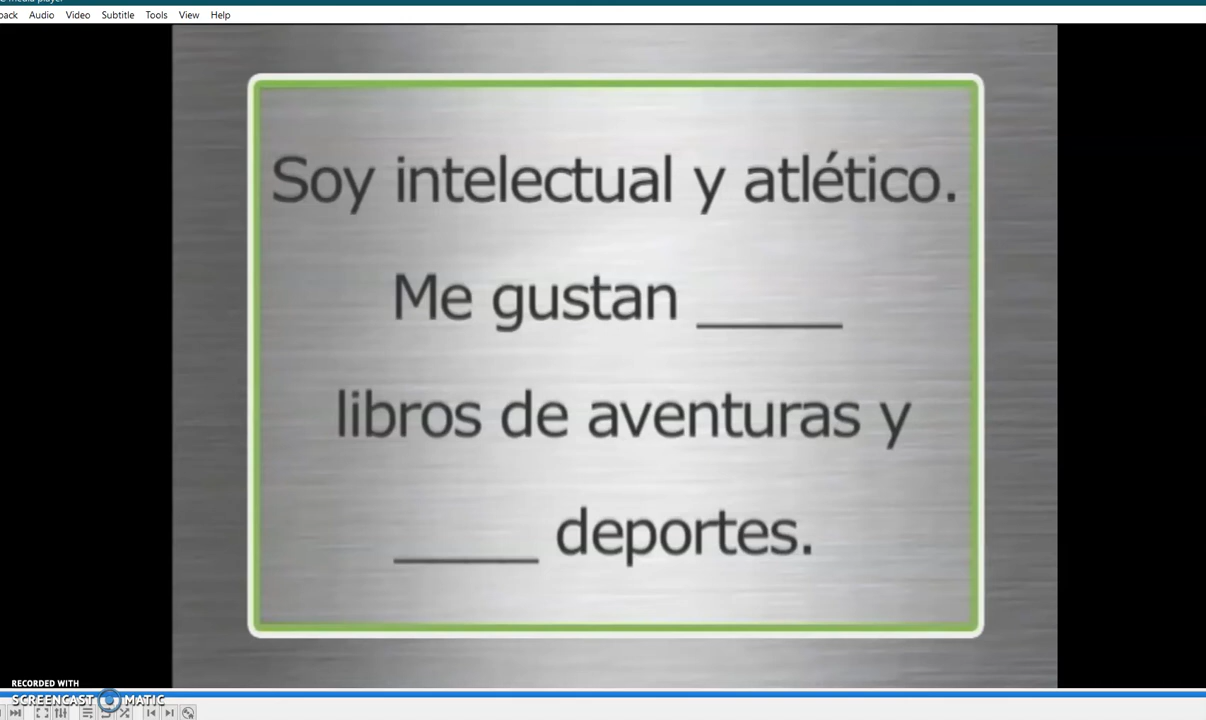 back Audio Video Subtitle Tools View Help
Soy intelectual y atlético.
Me gustan _____
libros de aventuras y
_____ deportes.
RECORDED WITH
SCREENCAST MATIC